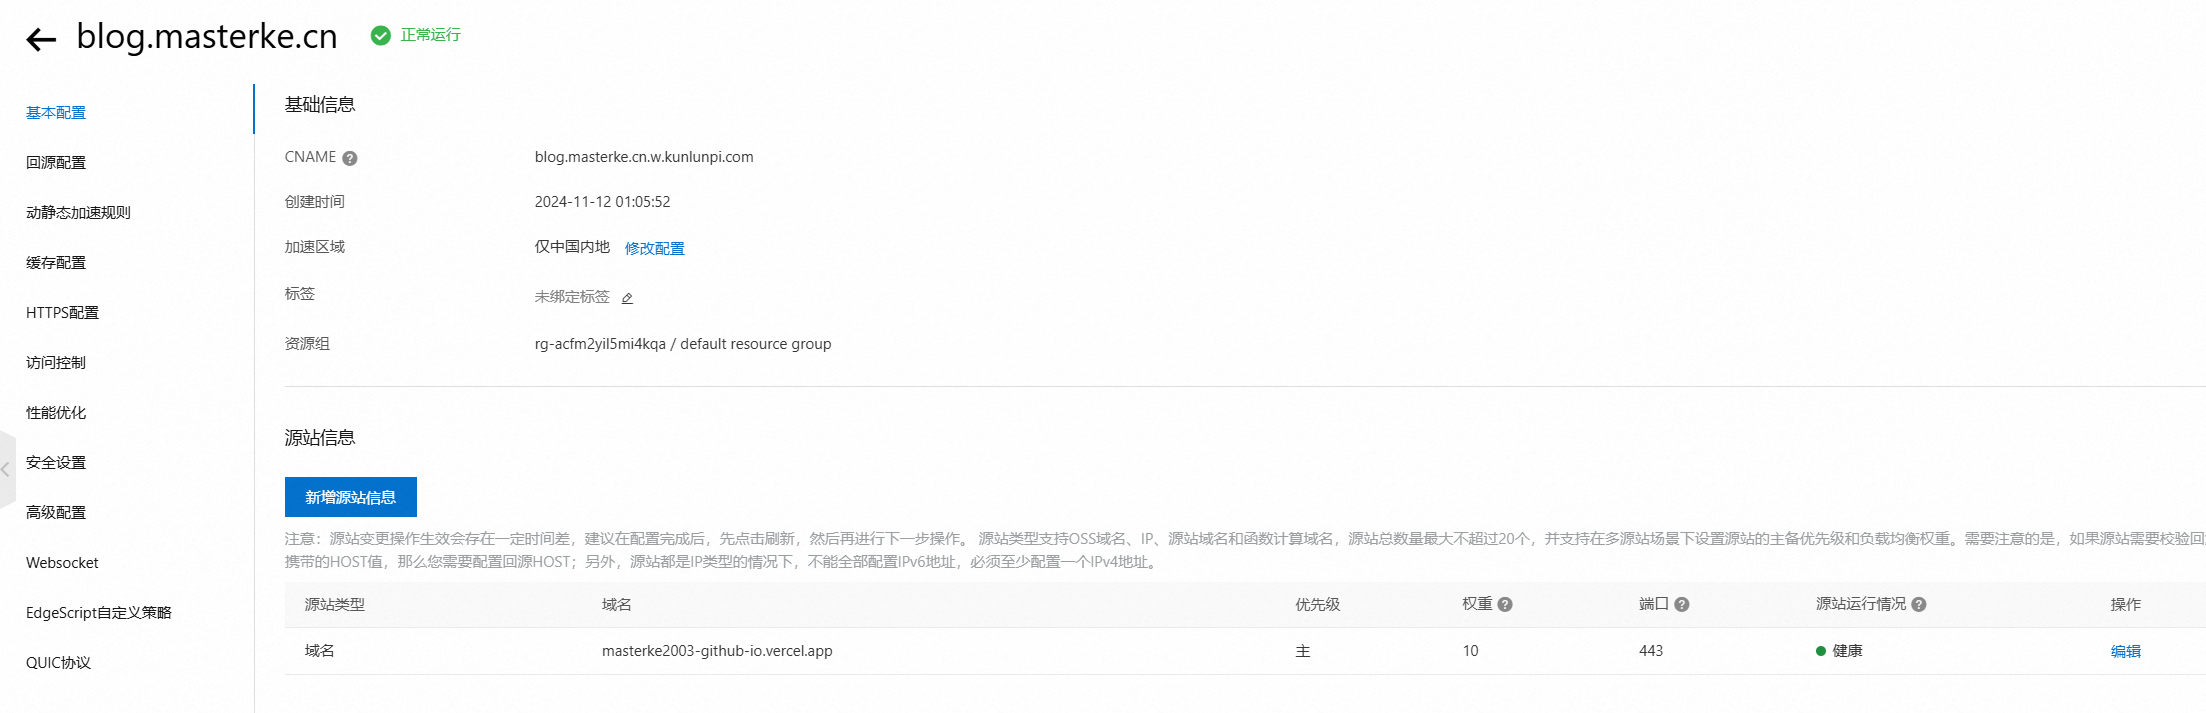 blog.masterke.cn 正常运行
基本配置
回源配置
动静态加速规则
缓存配置
HTTPS配置
访问控制
性能优化
安全设置
高级配置
Websocket
EdgeScript自定义策略
QUIC协议
基础信息
CNAME ? blog.masterke.cn.w.kunlunpi.com
创建时间 2024-11-12 01:05:52
加速区域 仅中国内地 修改配置
标签 未绑定标签
资源组 rg-acfm2yil5mi4kqa / default resource group
源站信息
新增源站信息
注意：源站变更操作生效会存在一定时间差，建议在配置完成后，先点击刷新，然后再进行下一步操作。 源站类型支持OSS域名、IP、源站域名和函数计算域名，源站总数量最大不超过20个，并支持在多源站场景下设置源站的主备优先级和负载均衡权重。需要注意的是，如果源站需要校验回
携带的HOST值，那么您需要配置回源HOST；另外，源站都是IP类型的情况下，不能全部配置IPv6地址，必须至少配置一个IPv4地址。
源站类型 域名 优先级 权重 ? 端口 ? 源站运行情况 ? 操作
域名 masterke2003-github-io.vercel.app 主 10 443 健康 编辑